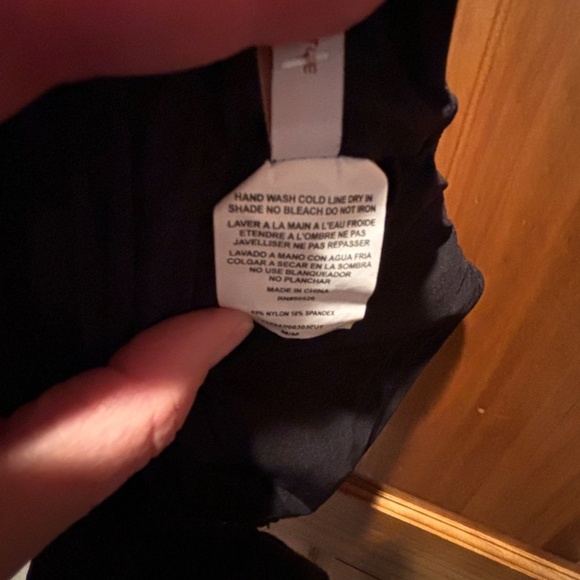 HAND WASH COLD LINE DRY IN
SHADE NO BLEACH DO NOT IRON
LAVER A LA MAIN A L'EAU FROIDE
ETENDRE A L'OMBRE NE PAS
JAVELLISER NE PAS REPASSER
LAVADO A MANO CON AGUA FRIA
COLGAR A SECAR EN LA SOMBRA
NO USE BLANQUEADOR
NO PLANCHAR
MADE IN CHINA
NYLON 18% SPANDEX